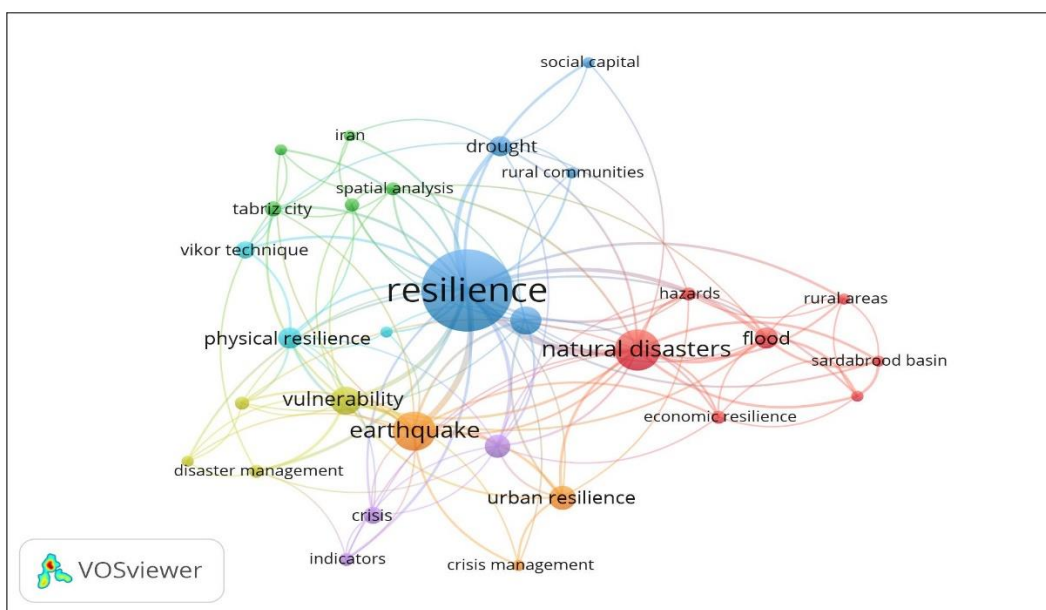 social capital
iran
drought
rural communities
spatial analysis
tabriz city
vikor technique
resilience
hazards
rural areas
physical resilience
natural disasters
flood
sardabrood basin
vulnerability
economic resilience
earthquake
disaster management
urban resilience
crisis
indicators
crisis management
VOSviewer